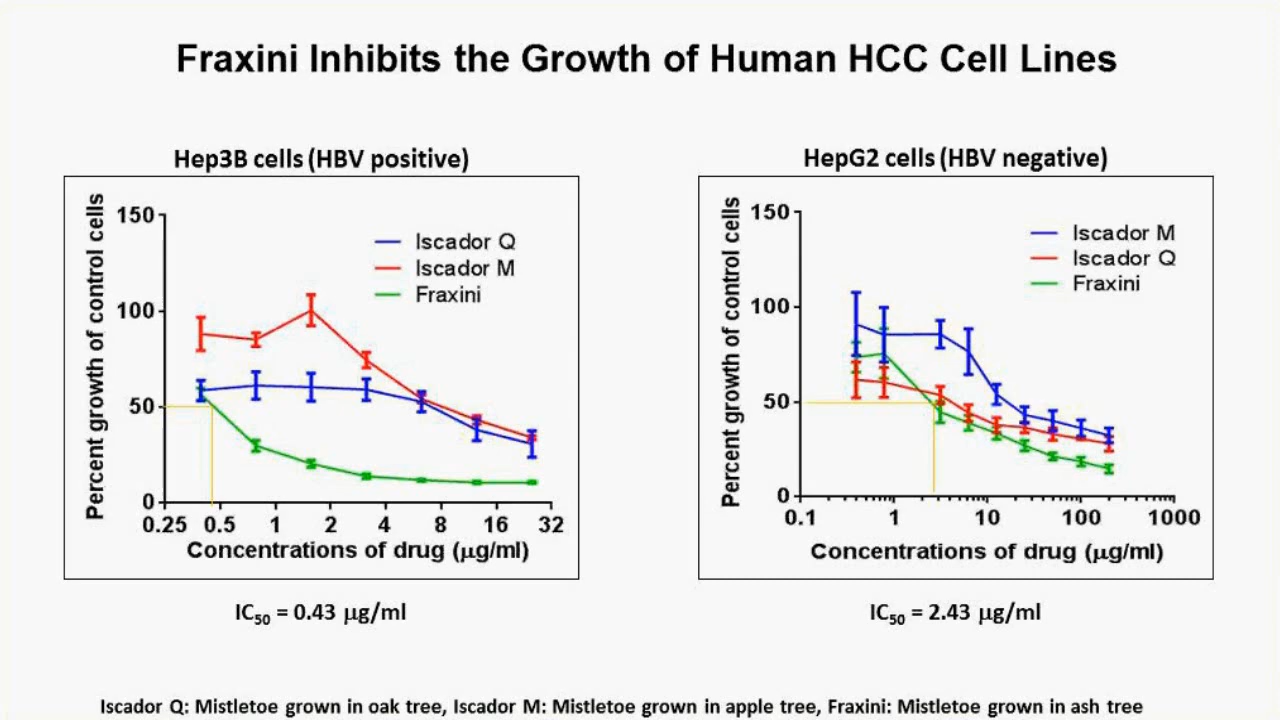 Fraxini Inhibits the Growth of Human HCC Cell Lines
Hep3B cells (HBV positive)
Percent growth of control cells
150
100
50
0
Iscador Q
Iscador M
Fraxini
0.25 0.5 1 2 4 8 16 32
Concentrations of drug (μg/ml)
IC50 = 0.43 μg/ml
HepG2 cells (HBV negative)
Percent growth of control cells
150
100
50
0
Iscador M
Iscador Q
Fraxini
0.1 1 10 100 1000
Concentrations of drug (μg/ml)
IC50 = 2.43 μg/ml
Iscador Q: Mistletoe grown in oak tree, Iscador M: Mistletoe grown in apple tree, Fraxini: Mistletoe grown in ash tree